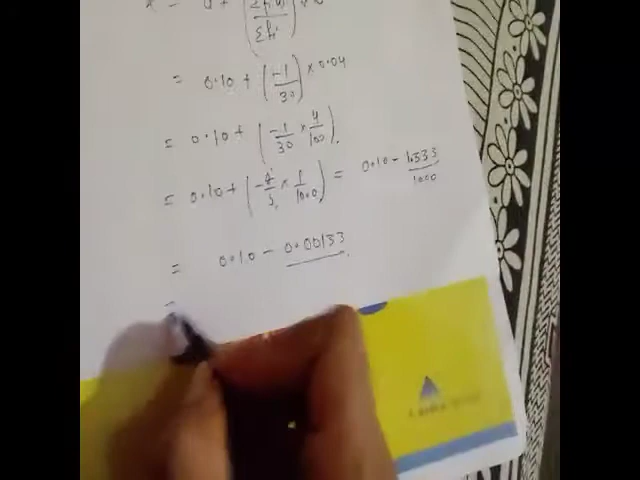 = 0.10 + (-1/30) × 0.04
= 0.10 + (-1/30 × 4/100).
= 0.10 + (-4/3 × 1/1000) = 0.10 - 1.333/1000
= 0.10 - 0.00133.
=